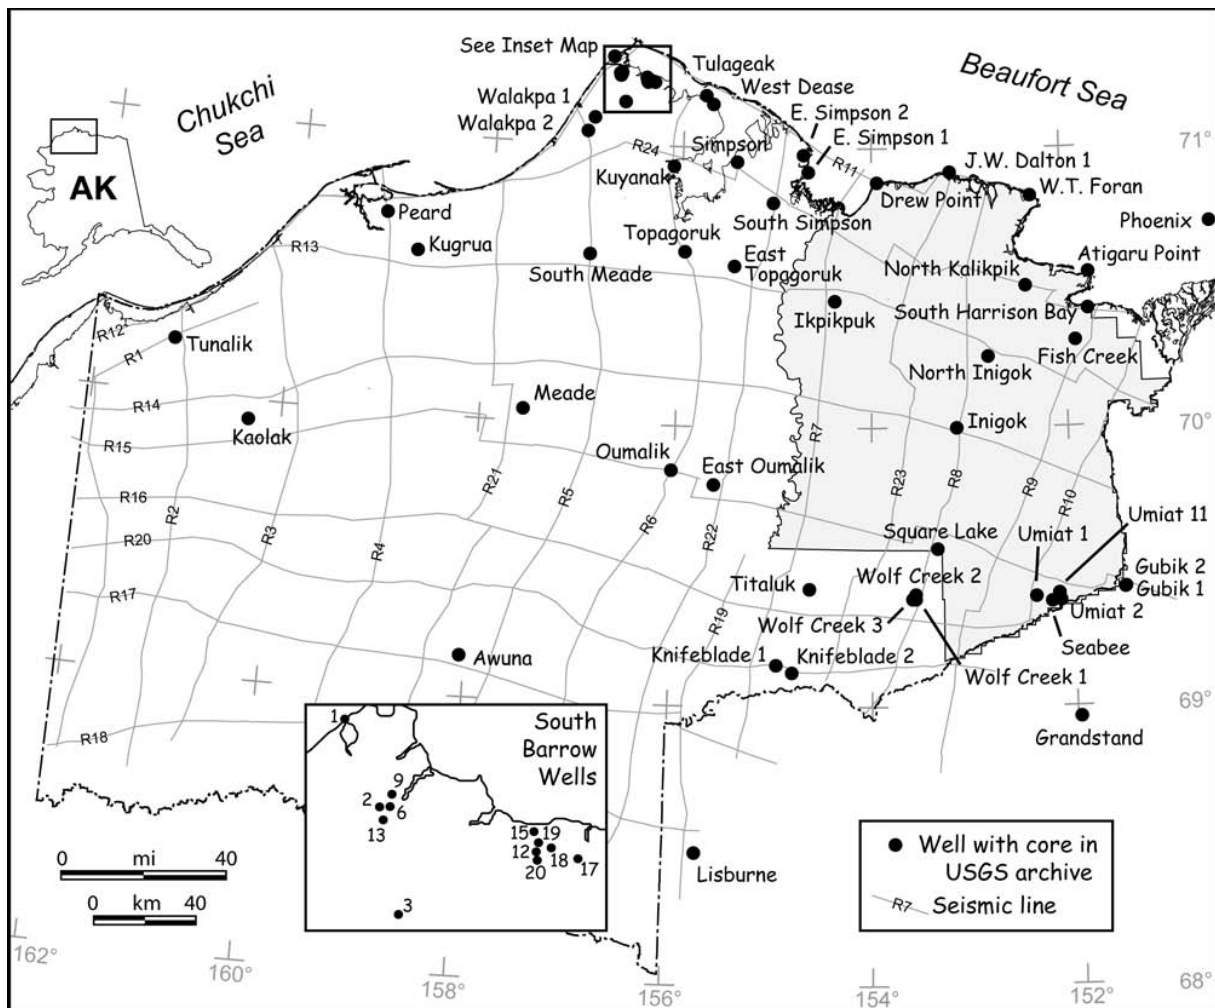 See Inset Map
Tulageak
Beaufort Sea
Chukchi
Sea
Walakpa 1
West Dease
E. Simpson 2
Walakpa 2
E. Simpson 1
71°
R24
Simpson
R11
J.W. Dalton 1
AK
Kuyanak
Drew Point
W.T. Foran
Peard
South Simpson
Phoenix
Topagoruk
R13
Kugrua
East
Topagoruk
Atigaru Point
South Meade
North Kalikpik
Ikpikpuk
South Harrison Bay
R12
Tunalik
R1
Fish Creek
North Inigok
R14
Meade
Kaolak
R15
R7
Inigok
70°
Oumalik
East Oumalik
R21
R23
R8
R9
R10
R16
R2
R3
R4
R5
R6
R22
Umiat 11
R20
Square Lake
Umiat 1
Gubik 2
Gubik 1
Titaluk
Wolf Creek 2
R17
Umiat 2
Wolf Creek 3
R19
Seabee
Awuna
Knifeblade 1
Knifeblade 2
Wolf Creek 1
69°
R18
Grandstand
South
Barrow
Wells
1
9
2
6
13
15
19
12
18
17
20
3
0 mi 40
0 km 40
Lisburne
Well with core in
USGS archive
R7
Seismic line
162°
160°
158°
156°
154°
152°
68°